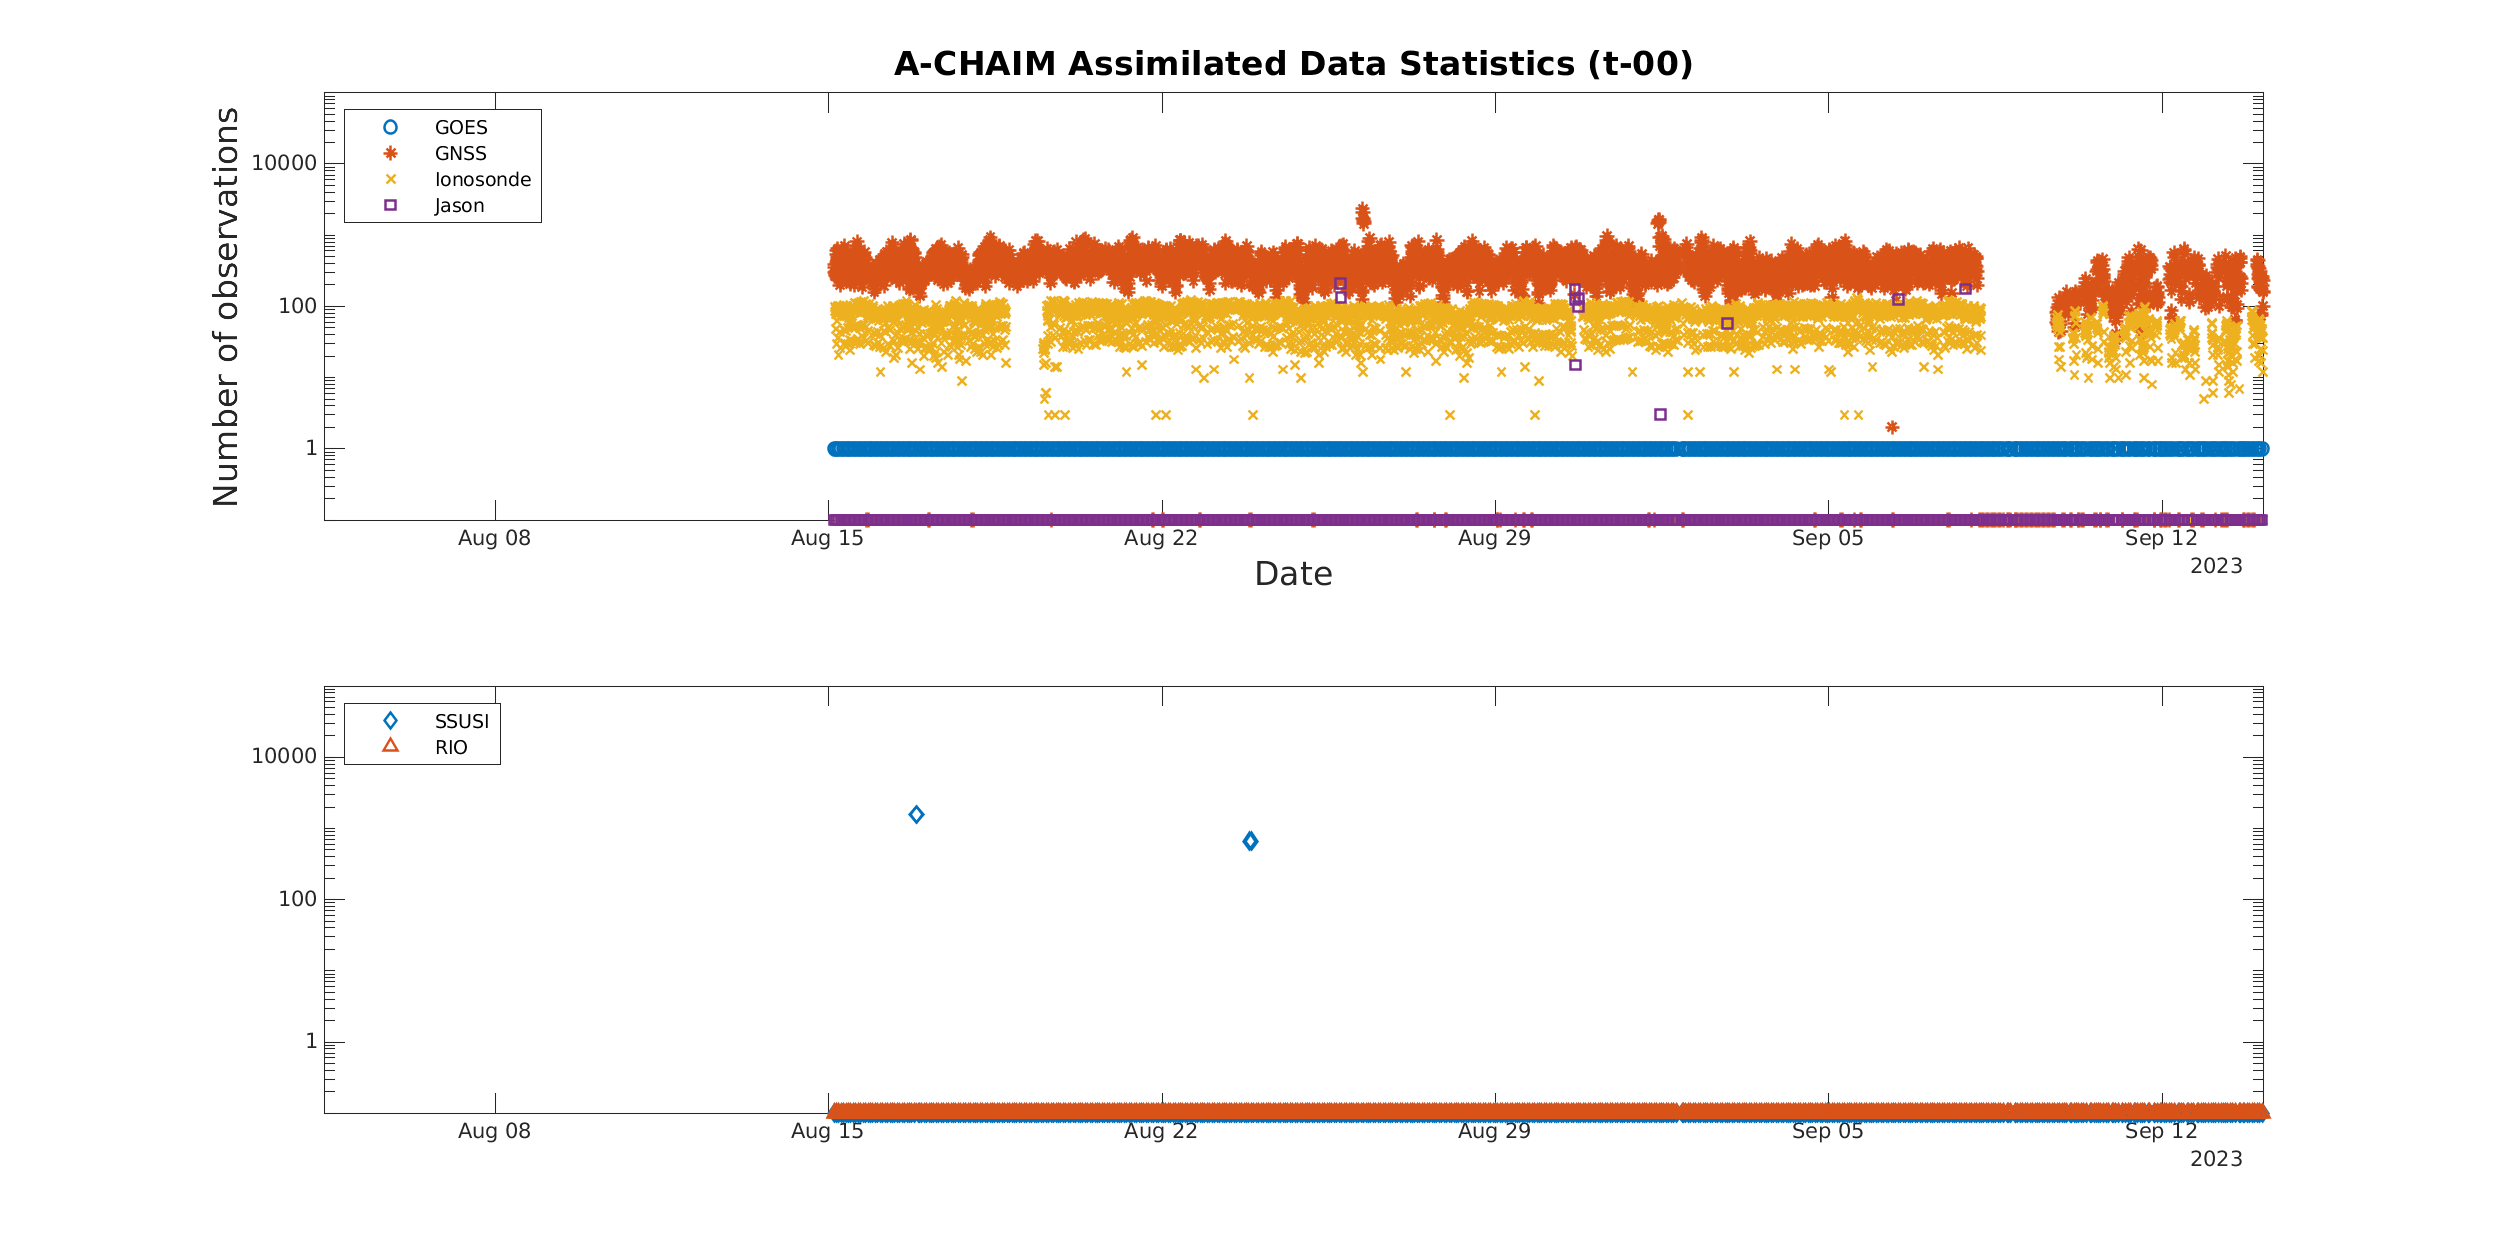 A-CHAIM Assimilated Data Statistics (t-00)
Number of observations
GOES
GNSS
Ionosonde
Jason
10000
100
1
Aug 08
Aug 15
Aug 22
Aug 29
Sep 05
Sep 12
2023
Date
SSUSI
RIO
10000
100
1
Aug 08
Aug 15
Aug 22
Aug 29
Sep 05
Sep 12
2023